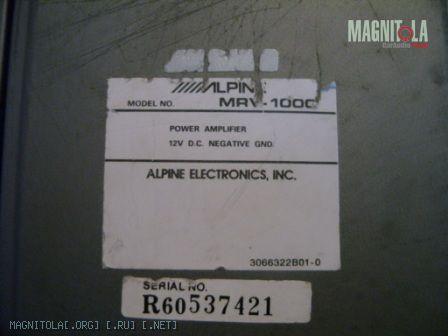 MAGNITOLA
ALPINE
MODEL NO. MRV-1000
POWER AMPLIFIER
12V D.C. NEGATIVE GND.
ALPINE ELECTRONICS, INC.
3066322B01-0
SERIAL NO.
R60537421
MAGNITOLA[.ORG] [.RU] [.NET]